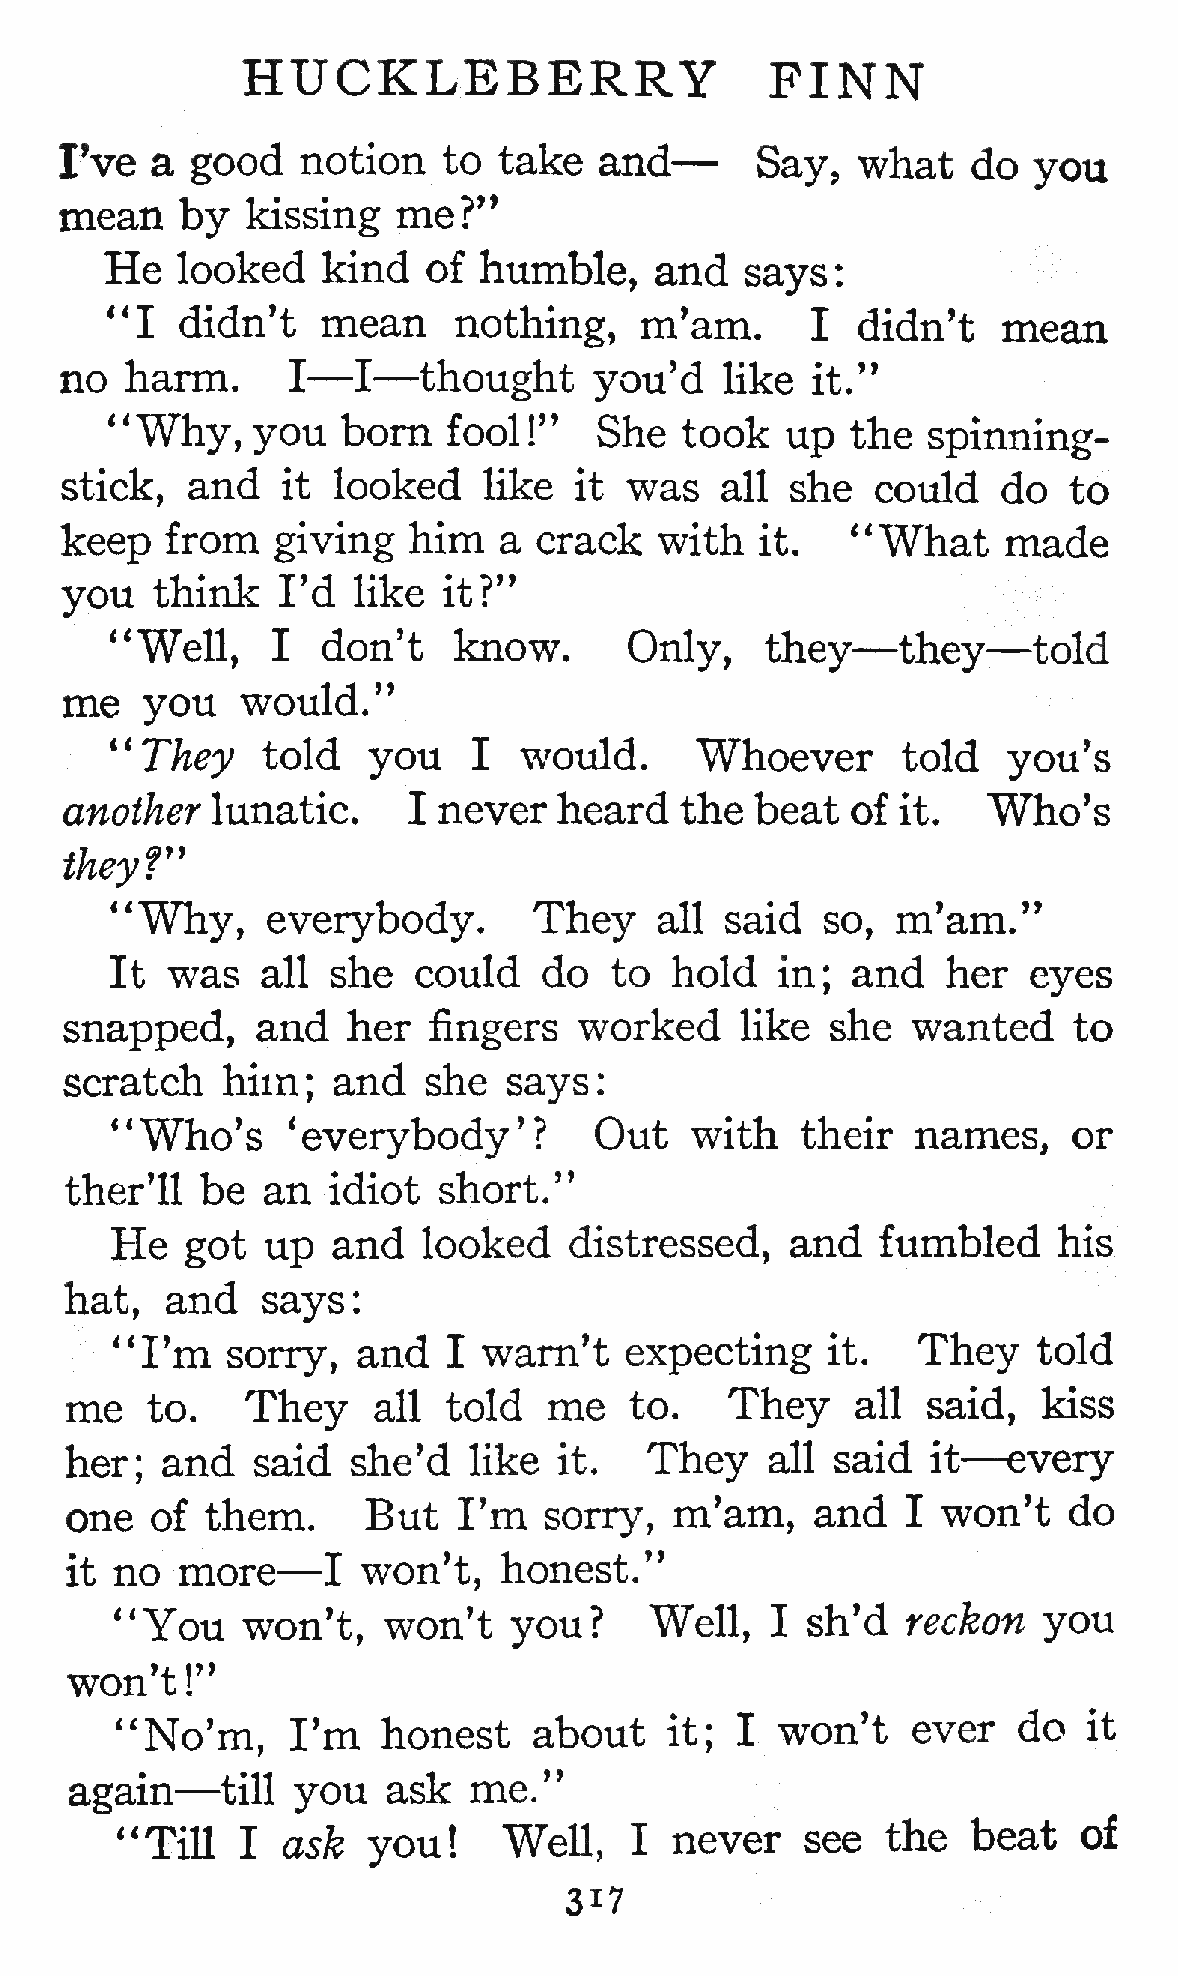 HUCKLEBERRY FINN
I've a good notion to take and— Say, what do you
mean by kissing me?"
He looked kind of humble, and says:
"I didn't mean nothing, m'am. I didn't mean
no harm. I—I—thought you'd like it."
"Why, you born fool!" She took up the spinning-
stick, and it looked like it was all she could do to
keep from giving him a crack with it. "What made
you think I'd like it?"
"Well, I don't know. Only, they—they—told
me you would."
"They told you I would. Whoever told you's
another lunatic. I never heard the beat of it. Who's
they?"
"Why, everybody. They all said so, m'am."
It was all she could do to hold in; and her eyes
snapped, and her fingers worked like she wanted to
scratch him; and she says:
"Who's 'everybody'? Out with their names, or
ther'll be an idiot short."
He got up and looked distressed, and fumbled his
hat, and says:
"I'm sorry, and I warn't expecting it. They told
me to. They all told me to. They all said, kiss
her; and said she'd like it. They all said it—every
one of them. But I'm sorry, m'am, and I won't do
it no more—I won't, honest."
"You won't, won't you? Well, I sh'd reckon you
won't!"
"No'm, I'm honest about it; I won't ever do it
again—till you ask me."
"Till I ask you! Well, I never see the beat of
317